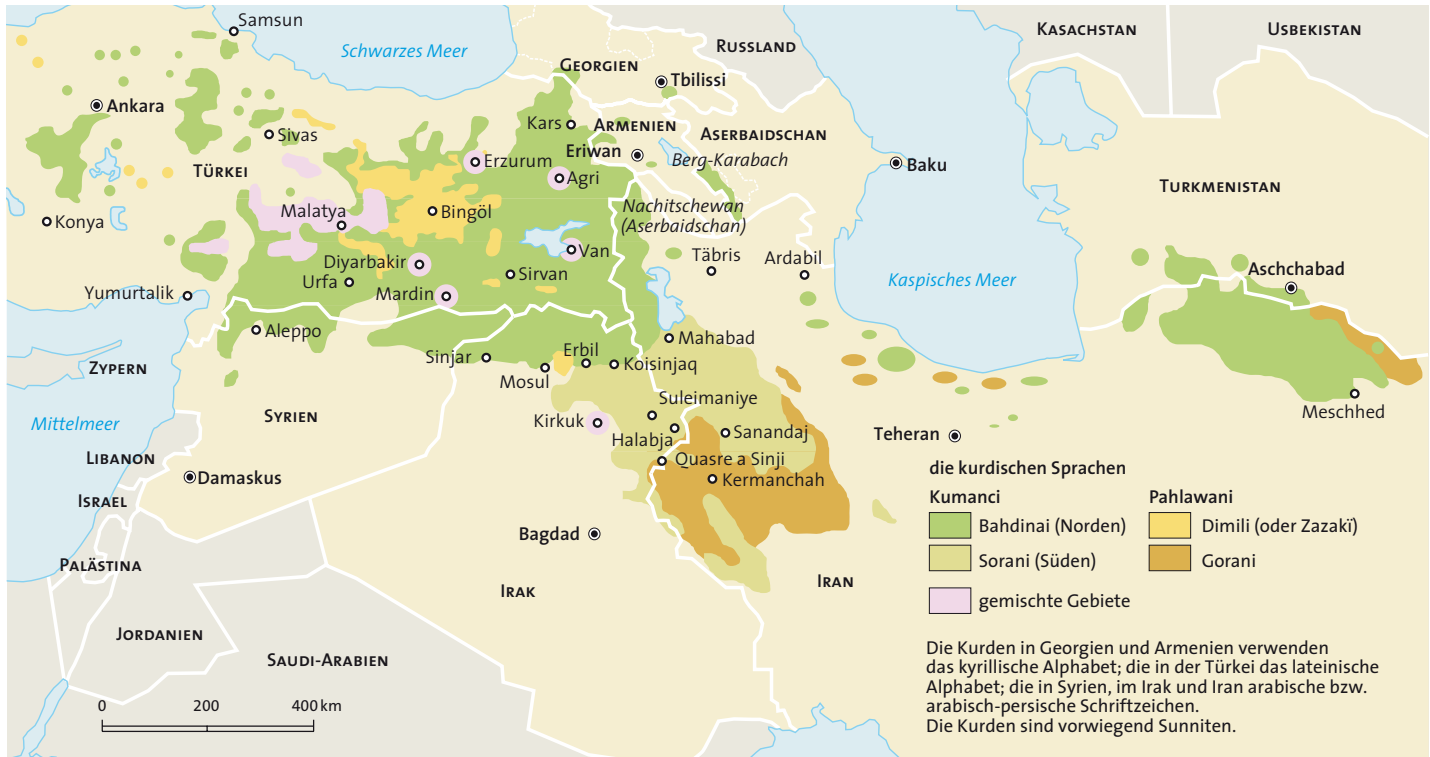 Samsun
Schwarzes Meer
RUSSLAND
KASACHSTAN
USBEKISTAN
GEORGIEN
Tbilissi
Ankara
Kars
ARMENIEN
ASERBAIDSCHAN
Sivas
Eriwan
Berg-Karabach
Baku
TÜRKEI
Erzurum
Agri
TURKMENISTAN
Konya
Malatya
Bingöl
Nachitschewan
(Aserbaidschan)
Van
Täbris
Ardabil
Diyarbakir
Urfa
Sirvan
Kaspisches Meer
Aschchabad
Yumurtalik
Mardin
Aleppo
Mahabad
Sinjar
Erbil
Koisinjaq
Mosul
ZYPERN
Suleimaniye
Meschhed
SYRIEN
Kirkuk
Mittelmeer
Halabja
Sanandaj
Teheran
LIBANON
Quasre a Sinji
Damaskus
Kermanchah
ISRAEL
Bagdad
PALÄSTINA
IRAK
IRAN
JORDANIEN
SAUDI-ARABIEN
0 200 400 km
die kurdischen Sprachen
Kumanci
Bahdinai (Norden)
Sorani (Süden)
gemischte Gebiete
Pahlawani
Dimili (oder Zazakï)
Gorani
Die Kurden in Georgien und Armenien verwenden
das kyrillische Alphabet; die in der Türkei das lateinische
Alphabet; die in Syrien, im Irak und Iran arabische bzw.
arabisch-persische Schriftzeichen.
Die Kurden sind vorwiegend Sunniten.